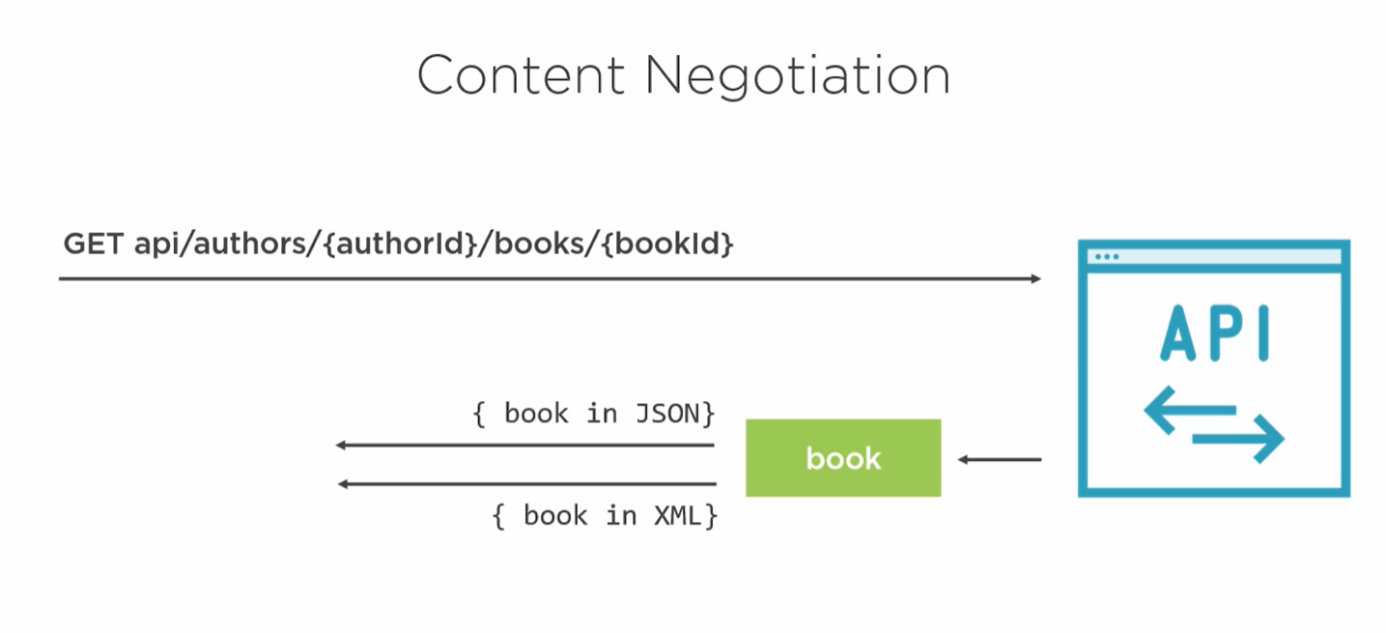 Content Negotiation
GET api/authors/{authorId}/books/{bookId}
API
{ book in JSON}
book
{ book in XML}